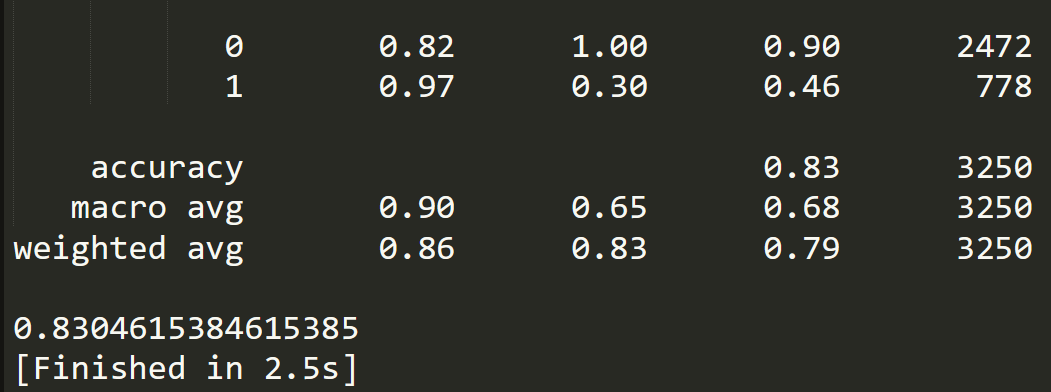 0 0.82 1.00 0.90 2472
1 0.97 0.30 0.46 778
accuracy 0.83 3250
macro avg 0.90 0.65 0.68 3250
weighted avg 0.86 0.83 0.79 3250
0.8304615384615385
[Finished in 2.5s]